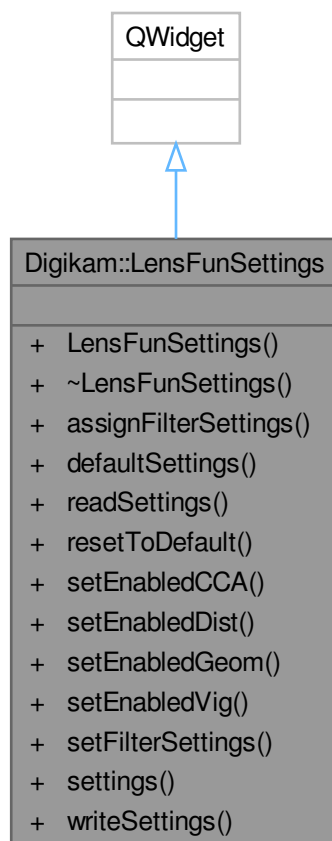 QWidget
Digikam::LensFunSettings
+ LensFunSettings()
+ ~LensFunSettings()
+ assignFilterSettings()
+ defaultSettings()
+ readSettings()
+ resetToDefault()
+ setEnabledCCA()
+ setEnabledDist()
+ setEnabledGeom()
+ setEnabledVig()
+ setFilterSettings()
+ settings()
+ writeSettings()